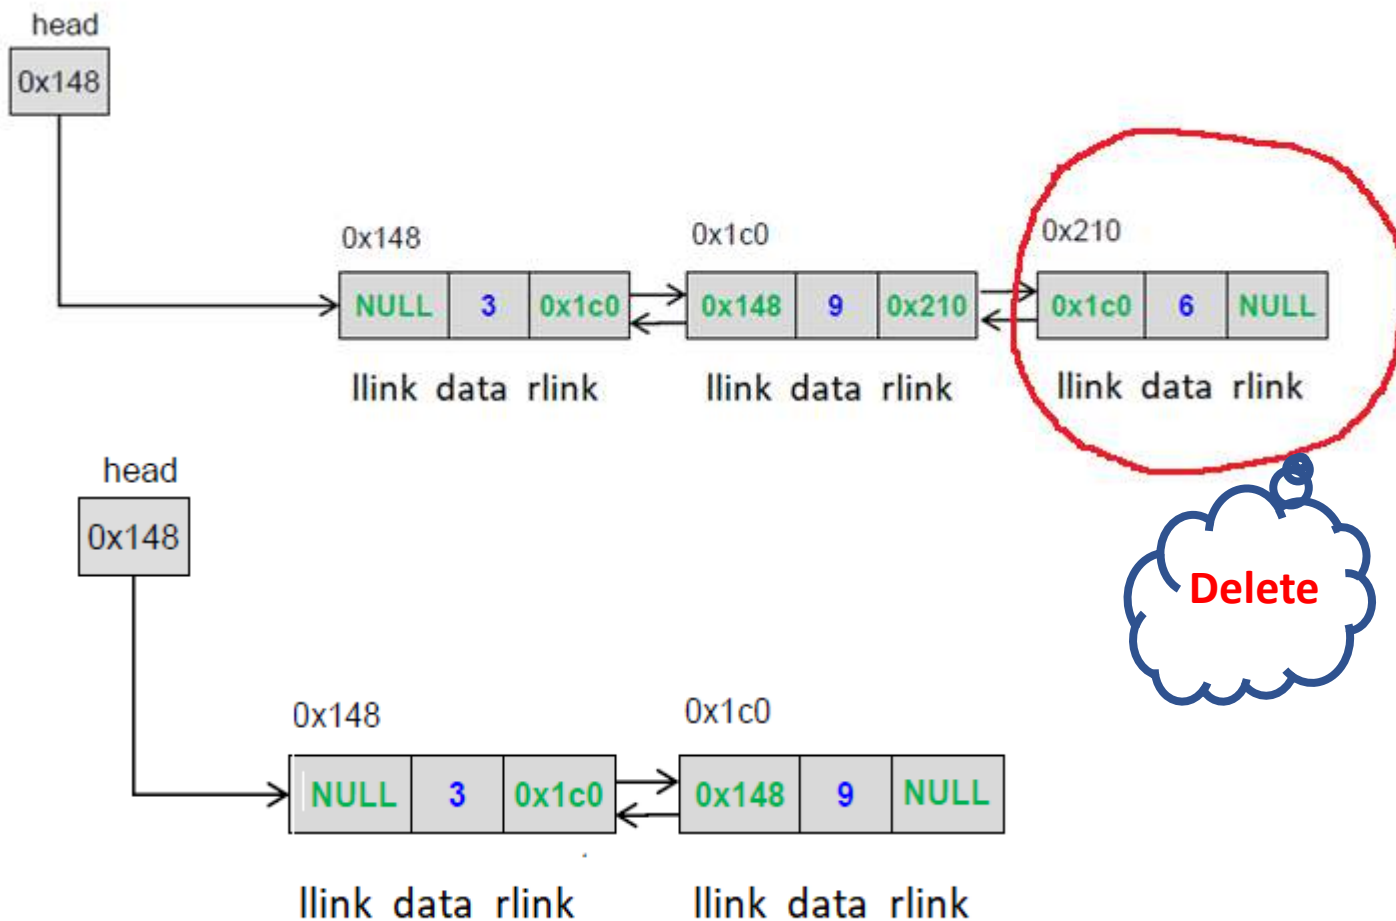 head
0x148
0x148 0x1c0 0x210
NULL 3 0x1c0 0x148 9 0x210 0x1c0 6 NULL
llink data rlink llink data rlink llink data rlink
head
0x148
Delete
0x148 0x1c0
NULL 3 0x1c0 0x148 9 NULL
llink data rlink llink data rlink